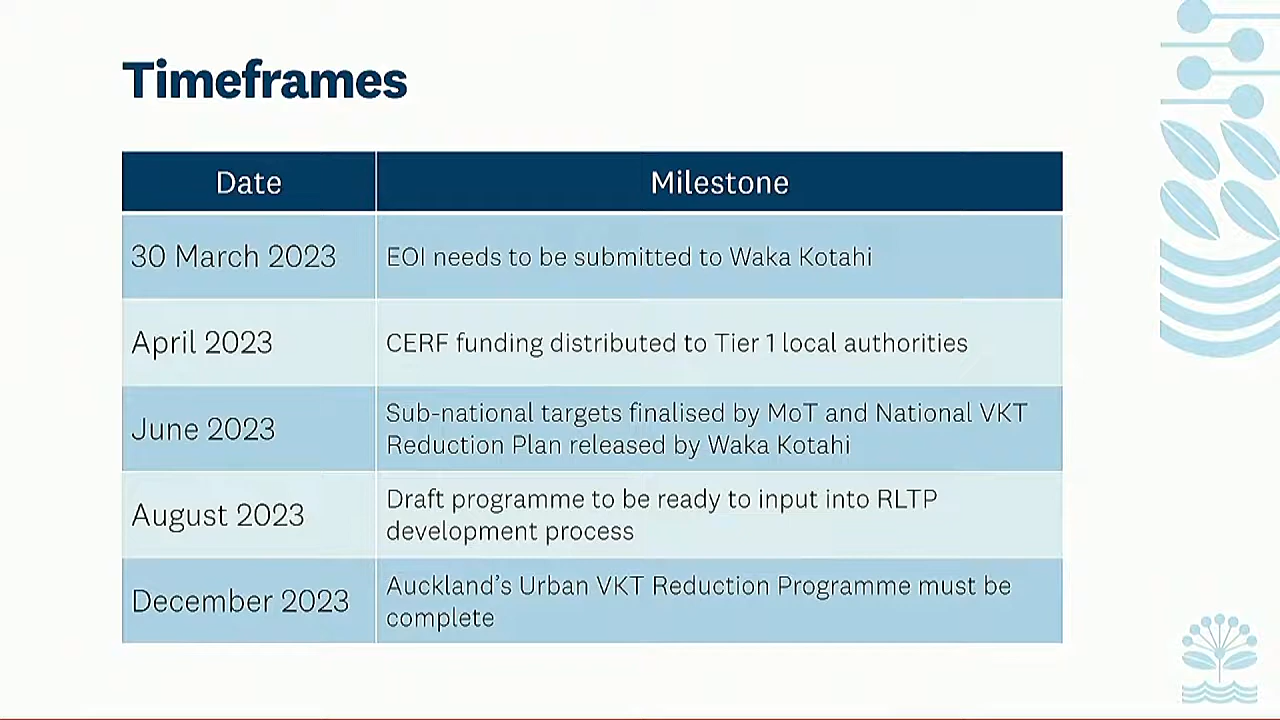 Timeframes
Date
Milestone
30 March 2023
EOI needs to be submitted to Waka Kotahi
April 2023
CERF funding distributed to Tier 1 local authorities
June 2023
Sub-national targets finalised by MoT and National VKT
Reduction Plan released by Waka Kotahi
August 2023
Draft programme to be ready to input into RLTP
development process
December 2023
Auckland's Urban VKT Reduction Programme must be
complete